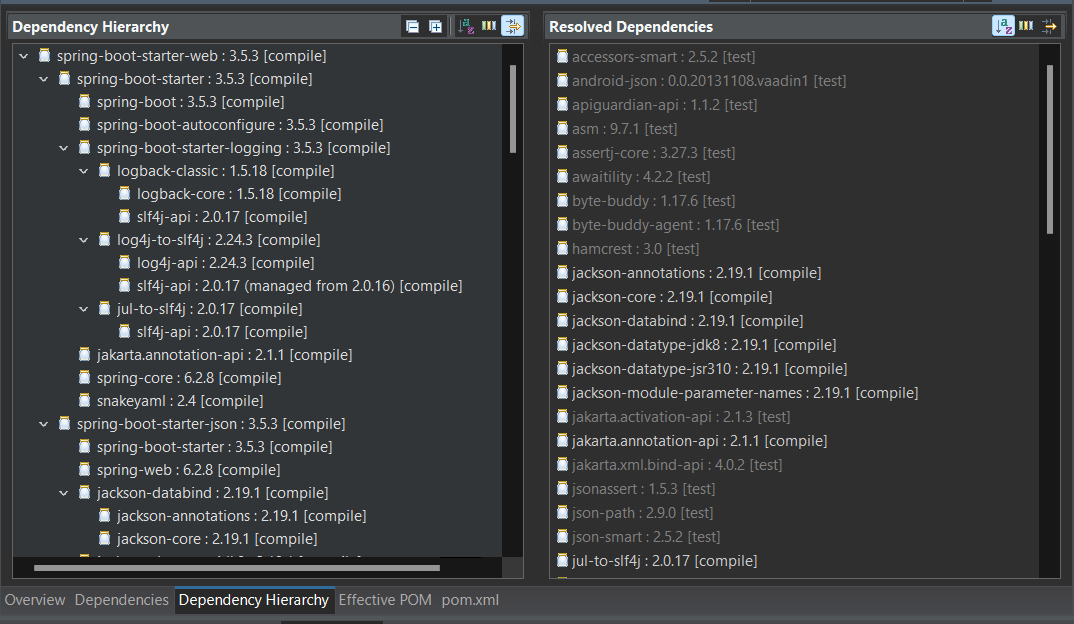 Dependency Hierarchy
spring-boot-starter-web : 3.5.3 [compile]
spring-boot-starter : 3.5.3 [compile]
spring-boot : 3.5.3 [compile]
spring-boot-autoconfigure : 3.5.3 [compile]
spring-boot-starter-logging : 3.5.3 [compile]
logback-classic : 1.5.18 [compile]
logback-core : 1.5.18 [compile]
slf4j-api : 2.0.17 [compile]
log4j-to-slf4j : 2.24.3 [compile]
log4j-api : 2.24.3 [compile]
slf4j-api : 2.0.17 (managed from 2.0.16) [compile]
jul-to-slf4j : 2.0.17 [compile]
slf4j-api : 2.0.17 [compile]
jakarta.annotation-api : 2.1.1 [compile]
spring-core : 6.2.8 [compile]
snakeyaml : 2.4 [compile]
spring-boot-starter-json : 3.5.3 [compile]
spring-boot-starter : 3.5.3 [compile]
spring-web : 6.2.8 [compile]
jackson-databind : 2.19.1 [compile]
jackson-annotations : 2.19.1 [compile]
jackson-core : 2.19.1 [compile]
Resolved Dependencies
accessors-smart : 2.5.2 [test]
android-json : 0.0.20131108.vaadin1 [test]
apiguardian-api : 1.1.2 [test]
asm : 9.7.1 [test]
assertj-core : 3.27.3 [test]
awaitility : 4.2.2 [test]
byte-buddy : 1.17.6 [test]
byte-buddy-agent : 1.17.6 [test]
hamcrest : 3.0 [test]
jackson-annotations : 2.19.1 [compile]
jackson-core : 2.19.1 [compile]
jackson-databind : 2.19.1 [compile]
jackson-datatype-jdk8 : 2.19.1 [compile]
jackson-datatype-jsr310 : 2.19.1 [compile]
jackson-module-parameter-names : 2.19.1 [compile]
jakarta.activation-api : 2.1.3 [test]
jakarta.annotation-api : 2.1.1 [compile]
jakarta.xml.bind-api : 4.0.2 [test]
jsonassert : 1.5.3 [test]
json-path : 2.9.0 [test]
json-smart : 2.5.2 [test]
jul-to-slf4j : 2.0.17 [compile]
Overview Dependencies Dependency Hierarchy Effective POM pom.xml